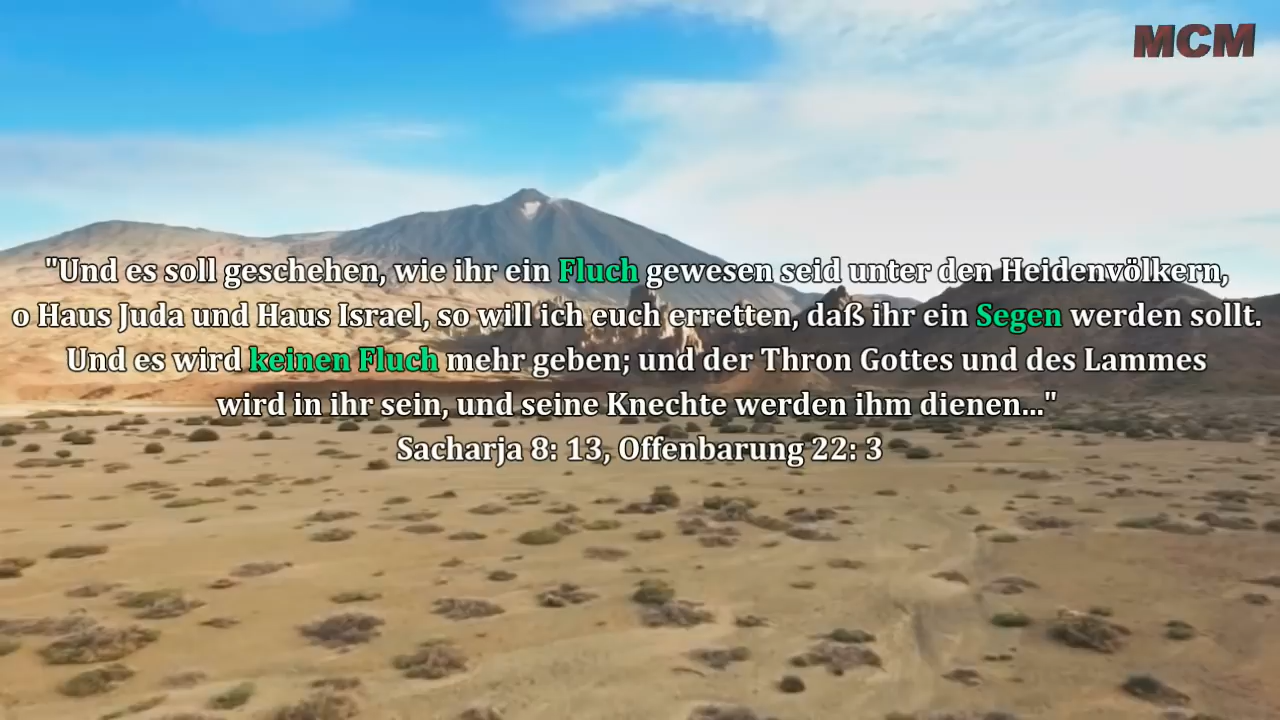 MCM
"Und es soll geschehen, wie ihr ein Fluch gewesen seid unter den Heidenvölkern,
o Haus Juda und Haus Israel, so will ich euch erretten, daß ihr ein Segen werden sollt.
Und es wird keinen Fluch mehr geben; und der Thron Gottes und des Lammes
wird in ihr sein, und seine Knechte werden ihm dienen..."
Sacharja 8: 13, Offenbarung 22: 3